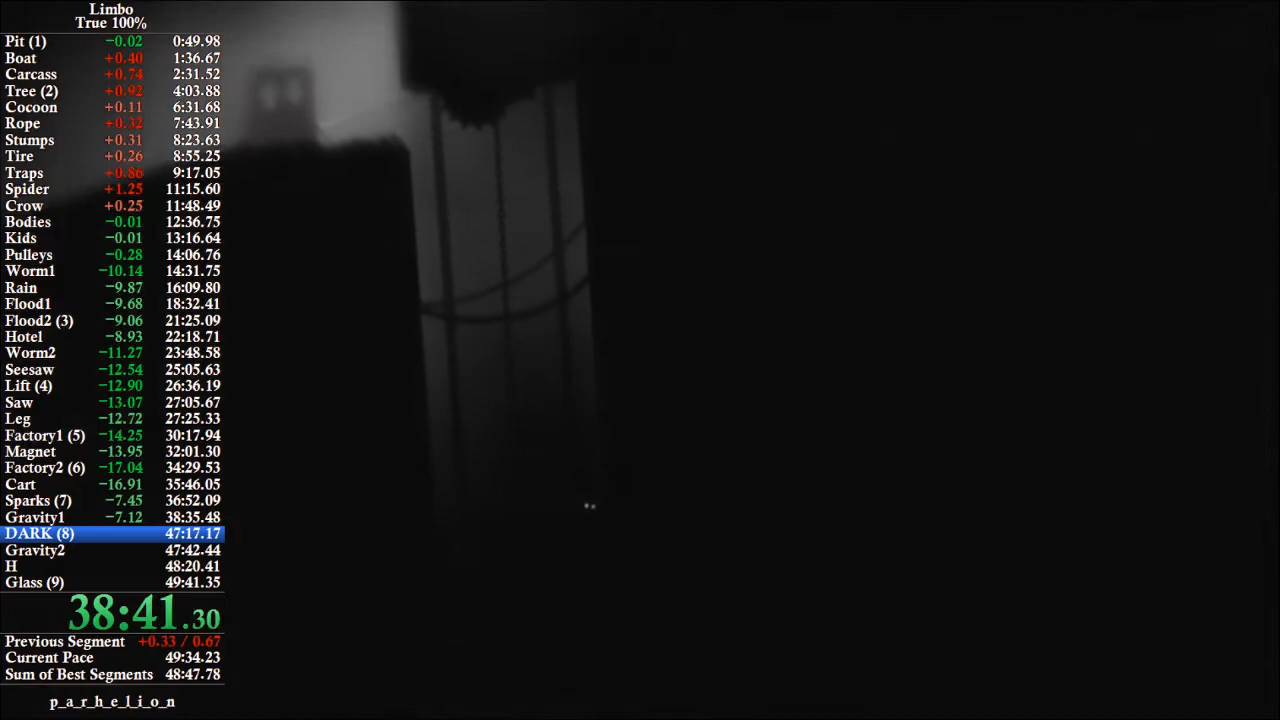 Limbo
True 100%
Pit (1) −0.02 0:49.98
Boat +0.40 1:36.67
Carcass +0.74 2:31.52
Tree (2) +0.92 4:03.88
Cocoon +0.11 6:31.68
Rope +0.32 7:43.91
Stumps +0.31 8:23.63
Tire +0.26 8:55.25
Traps +0.86 9:17.05
Spider +1.25 11:15.60
Crow +0.25 11:48.49
Bodies −0.01 12:36.75
Kids −0.01 13:16.64
Pulleys −0.28 14:06.76
Worm1 −10.14 14:31.75
Rain −9.87 16:09.80
Flood1 −9.68 18:32.41
Flood2 (3) −9.06 21:25.09
Hotel −8.93 22:18.71
Worm2 −11.27 23:48.58
Seesaw −12.54 25:05.63
Lift (4) −12.90 26:36.19
Saw −13.07 27:05.67
Leg −12.72 27:25.33
Factory1 (5) −14.25 30:17.94
Magnet −13.95 32:01.30
Factory2 (6) −17.04 34:29.53
Cart −16.91 35:46.05
Sparks (7) −7.45 36:52.09
Gravity1 −7.12 38:35.48
DARK (8) 47:17.17
Gravity2 47:42.44
H 48:20.41
Glass (9) 49:41.35
38:41.30
Previous Segment +0.33 / 0.67
Current Pace 49:34.23
Sum of Best Segments 48:47.78
p_a_r_h_e_l_i_o_n